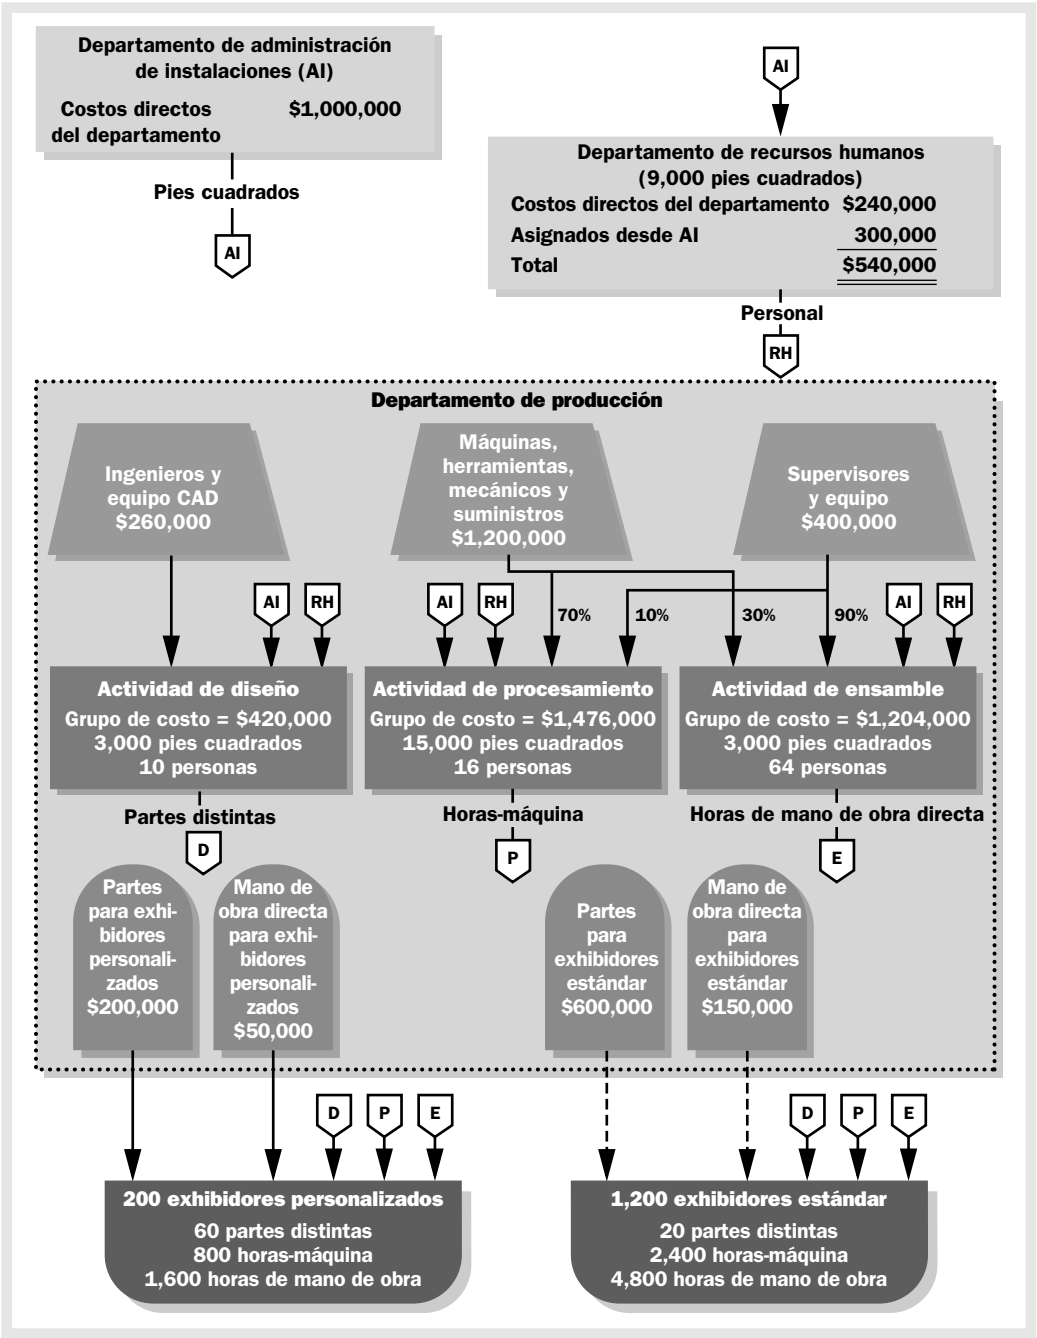 Departamento de administración
de instalaciones (AI)
Costos directos $1,000,000
del departamento
Pies cuadrados
AI
AI
Departamento de recursos humanos
(9,000 pies cuadrados)
Costos directos del departamento $240,000
Asignados desde AI 300,000
Total $540,000
Personal
RH
Departamento de producción
Ingenieros y
equipo CAD
$260,000
Máquinas,
herramientas,
mecánicos y
suministros
$1,200,000
Supervisores
y equipo
$400,000
AI RH AI RH 70% 10% 30% 90% AI RH
Actividad de diseño
Grupo de costo = $420,000
3,000 pies cuadrados
10 personas
Actividad de procesamiento
Grupo de costo = $1,476,000
15,000 pies cuadrados
16 personas
Actividad de ensamble
Grupo de costo = $1,204,000
3,000 pies cuadrados
64 personas
Partes distintas
D
Horas-máquina
P
Horas de mano de obra directa
E
Partes
para exhi-
bidores
personali-
zados
$200,000
Mano de
obra directa
para exhi-
bidores
personali-
zados
$50,000
Partes
para
exhibidores
estándar
$600,000
Mano de
obra directa
para
exhibidores
estándar
$150,000
D P E
D P E
200 exhibidores personalizados
60 partes distintas
800 horas-máquina
1,600 horas de mano de obra
1,200 exhibidores estándar
20 partes distintas
2,400 horas-máquina
4,800 horas de mano de obra